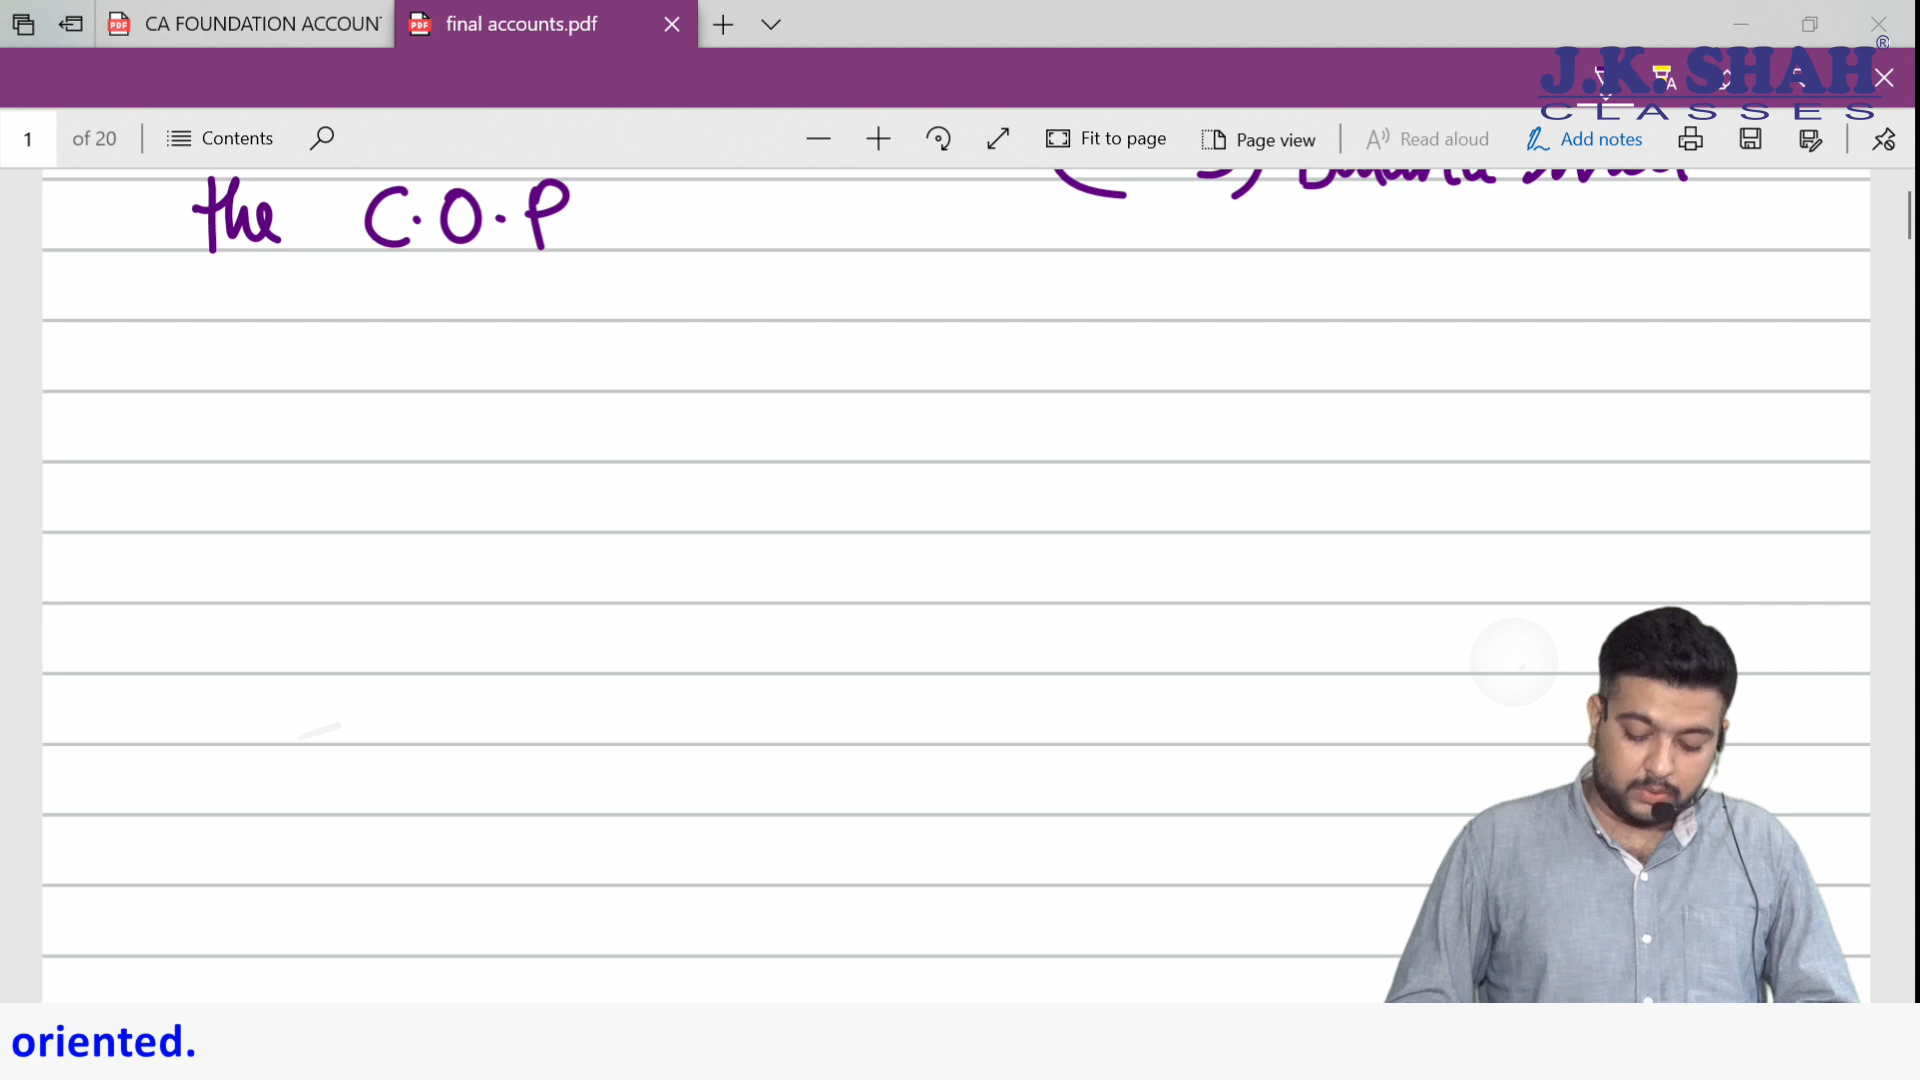 CA FOUNDATION ACCOUN
final accounts.pdf
J.K. SHAH®
CLASSES
1 of 20
Contents
Fit to page
Page view
Read aloud
Add notes
the C.O.P
oriented.